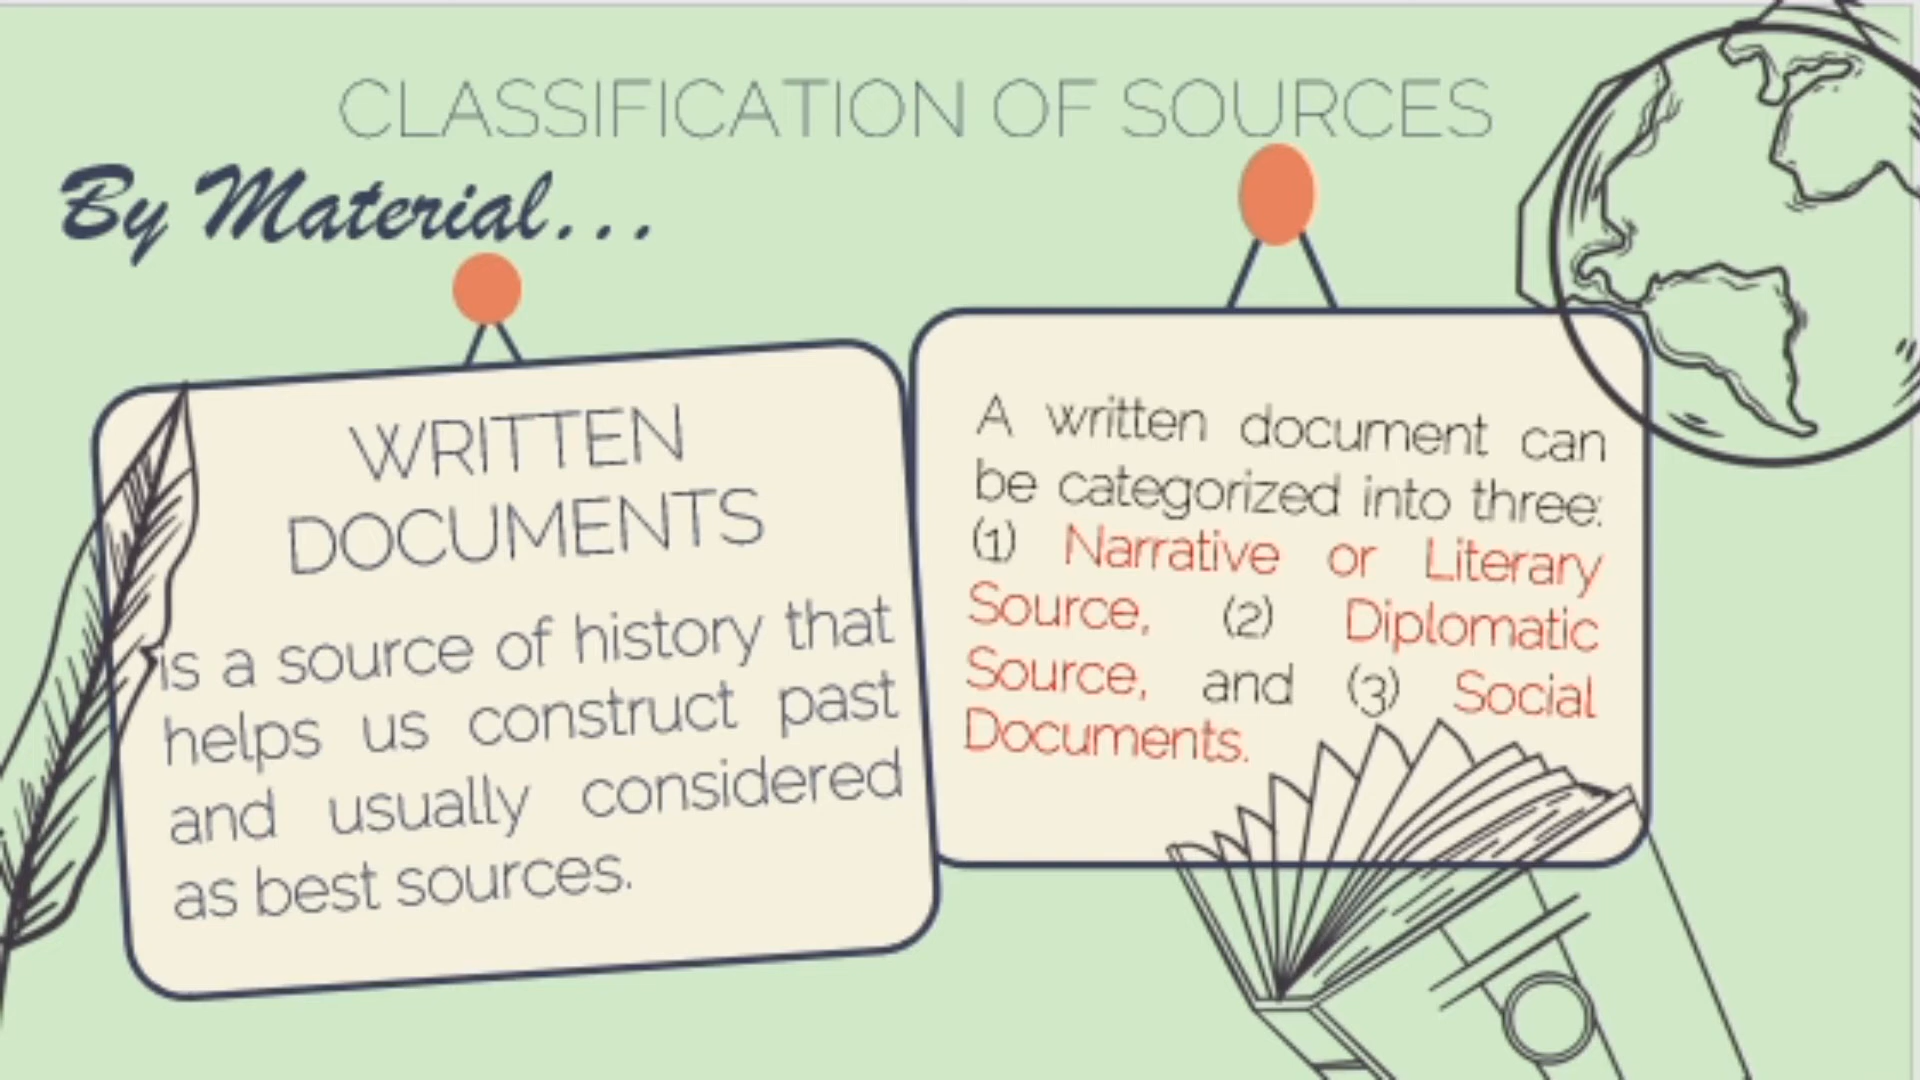 CLASSIFICATION OF SOURCES
By Material...
WRITTEN
DOCUMENTS
is a source of history that
helps us construct past
and usually considered
as best sources.
A written document can
be categorized into three:
(1) Narrative or Literary
Source, (2) Diplomatic
Source, and (3) Social
Documents.